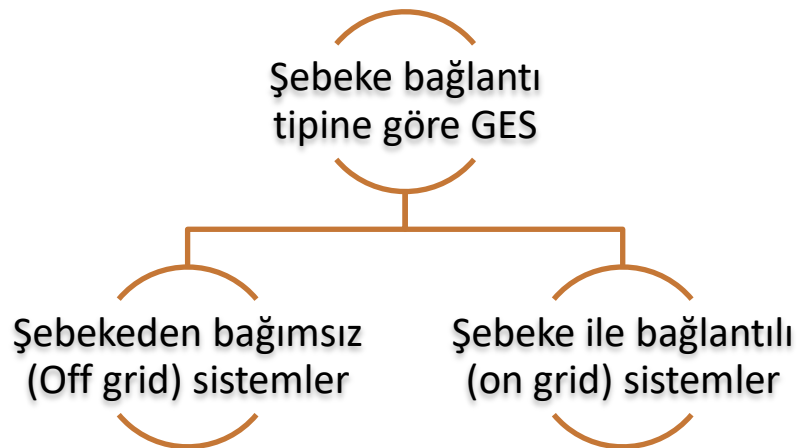 Şebeke bağlantı
tipine göre GES
Şebekeden bağımsız
(Off grid) sistemler
Şebeke ile bağlantılı
(on grid) sistemler